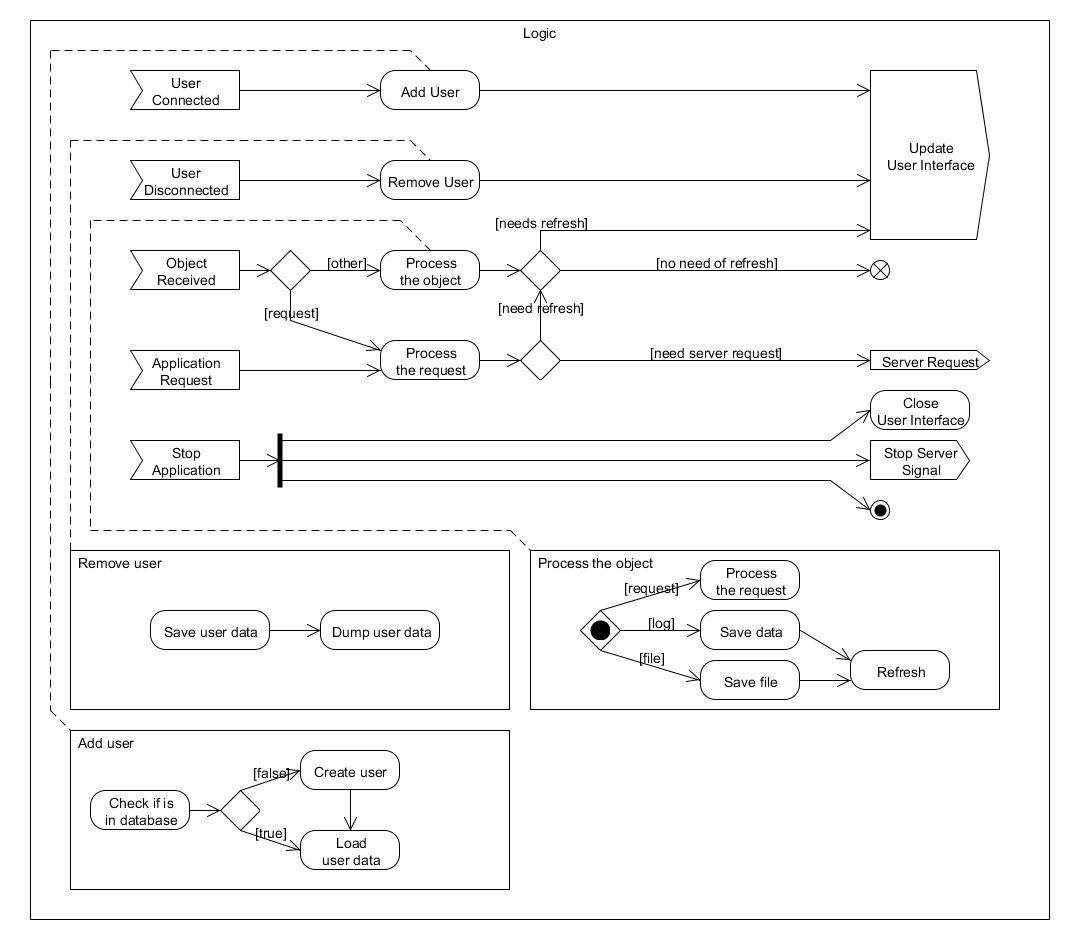 Logic
User
Connected
Add User
Update
User Interface
User
Disconnected
Remove User
[needs refresh]
Object
Received
[other]
Process
the object
[no need of refresh]
[request]
[need refresh]
Application
Request
Process
the request
[need server request]
Server Request
Close
User Interface
Stop
Application
Stop Server
Signal
Remove user
Save user data
Dump user data
Process the object
[request]
Process
the request
[log]
Save data
[file]
Save file
Refresh
Add user
Check if is
in database
[false]
Create user
[true]
Load
user data